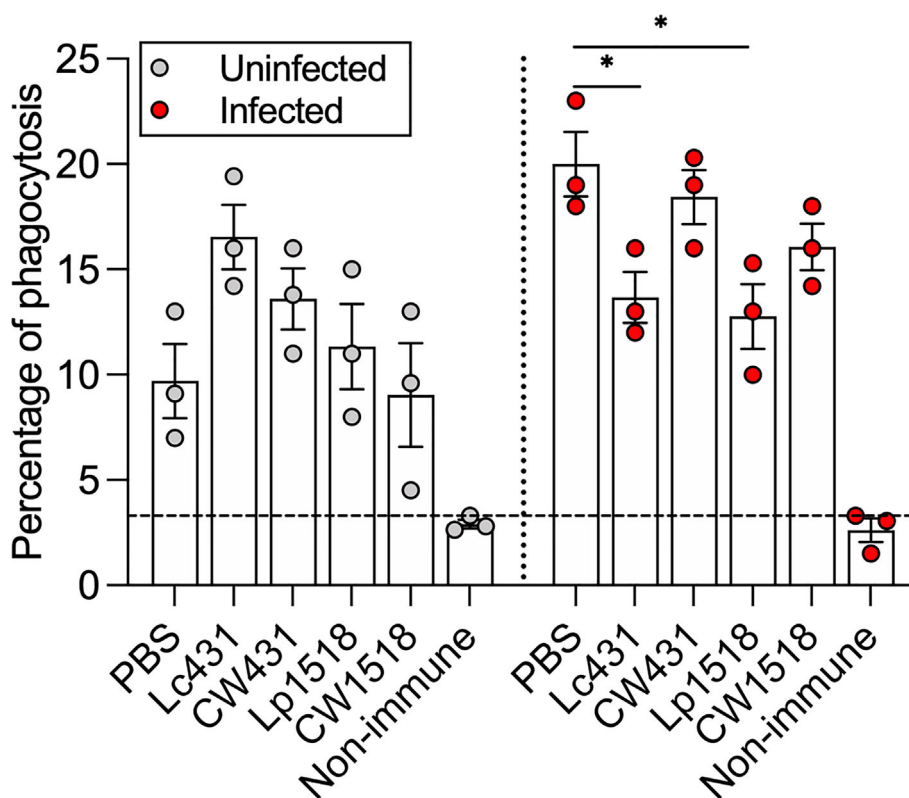 *
*
25
20
15
10
5
0
Percentage of phagocytosis
Uninfected
Infected
PBS
Lc431
CW431
Lp1518
CW1518
Non-immune
PBS
Lc431
CW431
Lp1518
CW1518
Non-immune